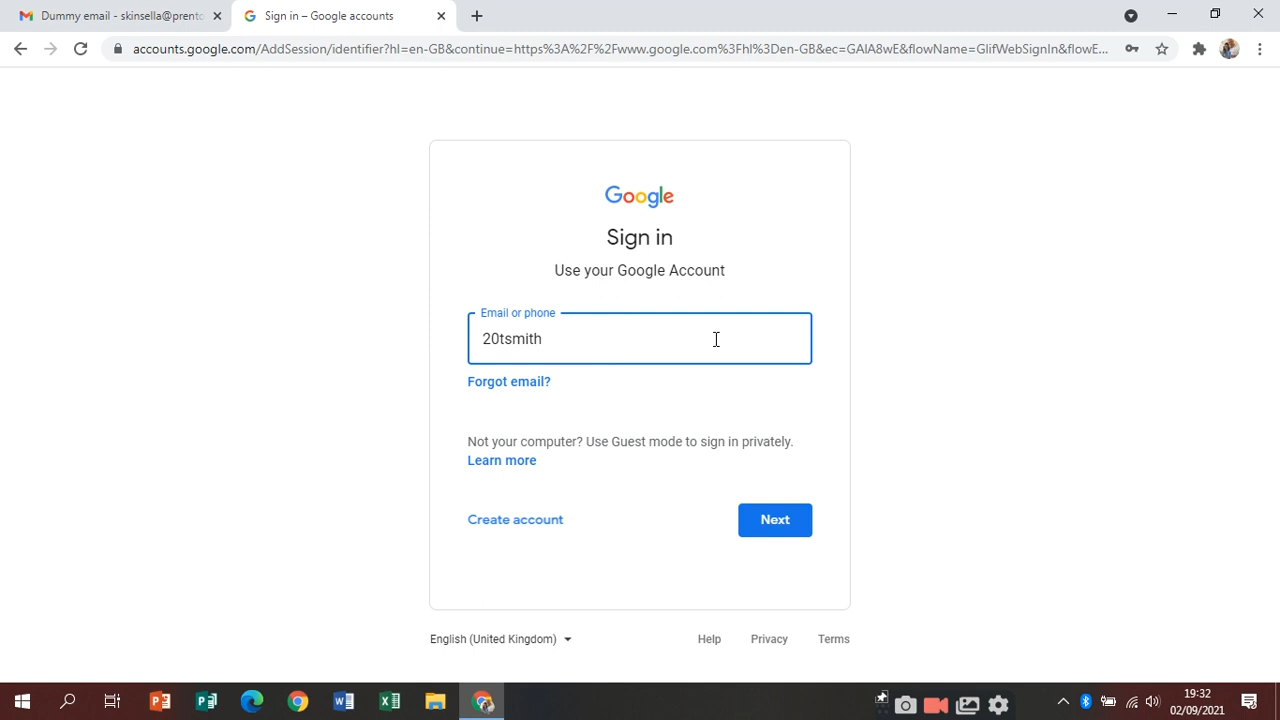 Dummy email - skinsella@prento
Sign in – Google accounts
accounts.google.com/AddSession/identifier?hl=en-GB&continue=https%3A%2F%2Fwww.google.com%3Fhl%3Den-GB&ec=GAlA8wE&flowName=GlifWebSignIn&flowE...
Google
Sign in
Use your Google Account
Email or phone
20tsmith
Forgot email?
Not your computer? Use Guest mode to sign in privately.
Learn more
Create account
Next
English (United Kingdom)
Help
Privacy
Terms
19:32
02/09/2021